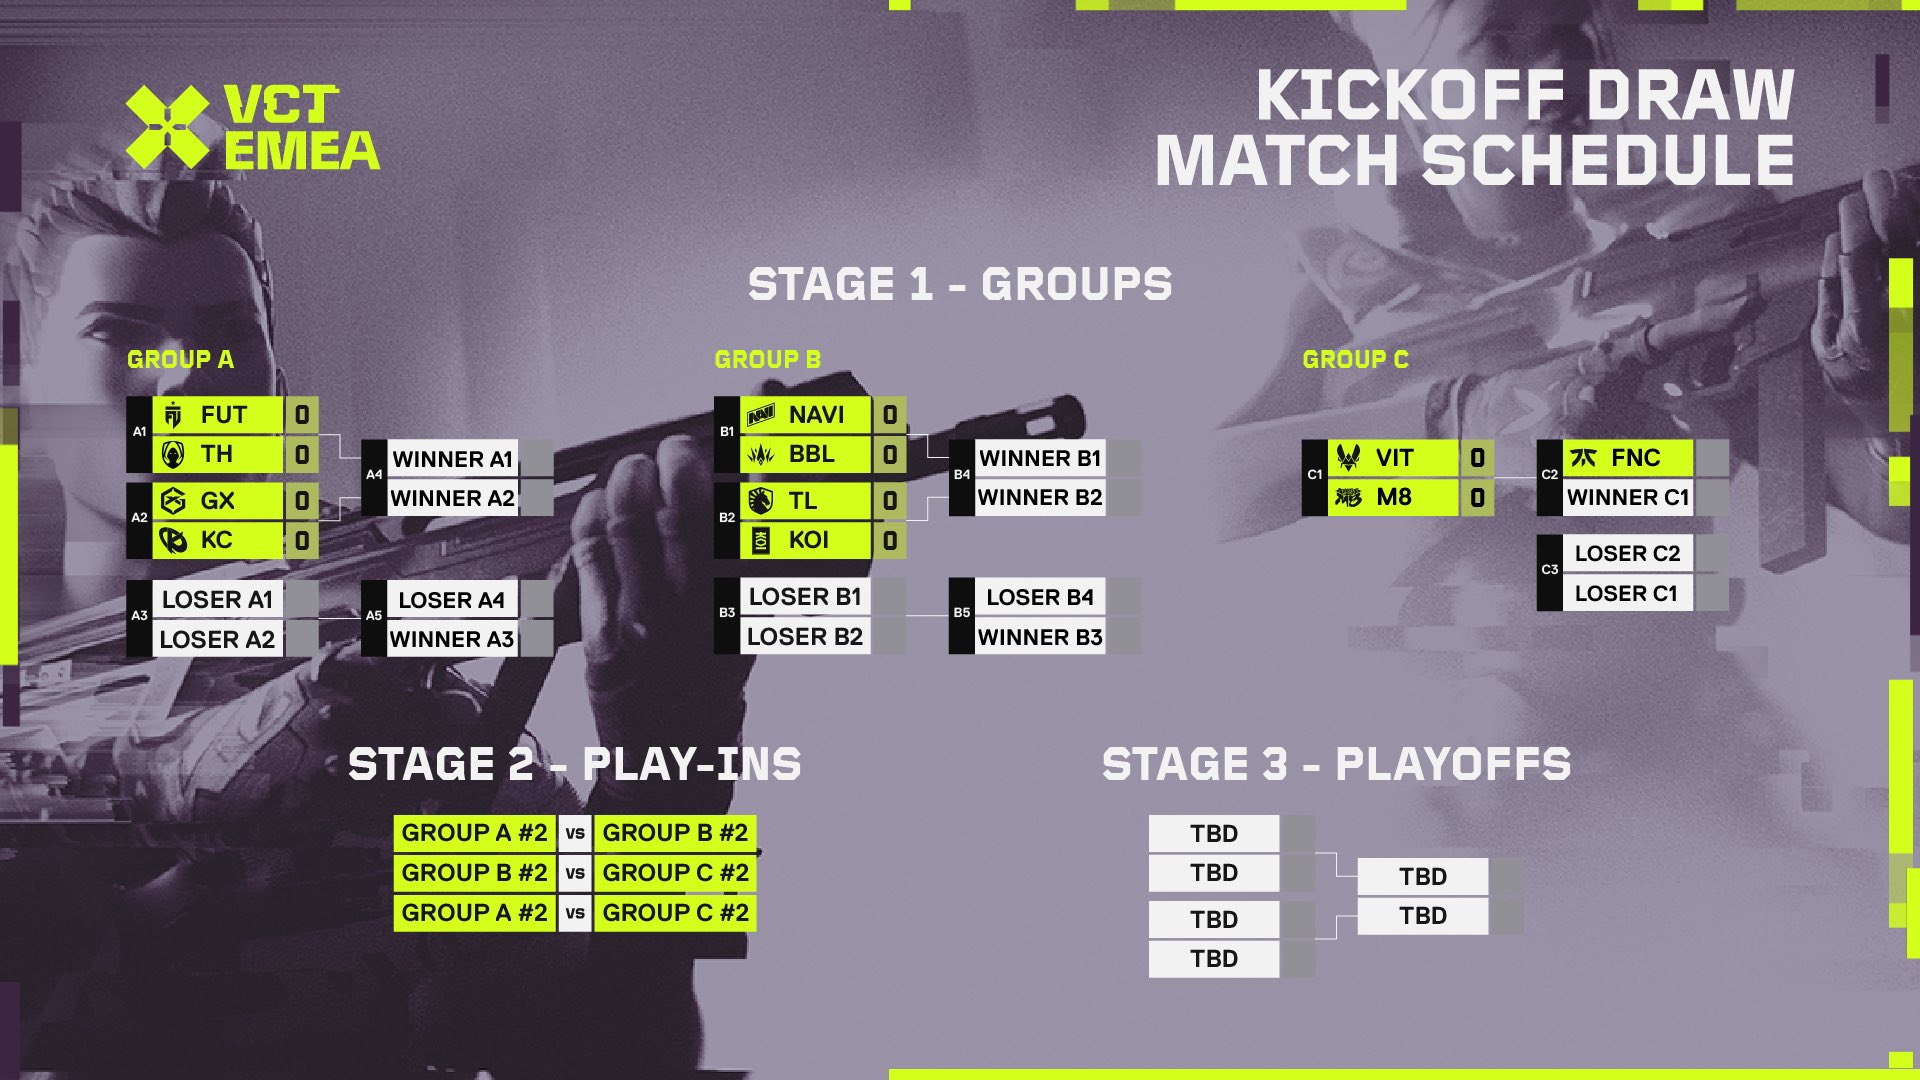 VCT
EMEA
KICKOFF DRAW
MATCH SCHEDULE
STAGE 1 - GROUPS
GROUP A
A1
FUT 0
TH 0
A2
GX 0
KC 0
A4
WINNER A1
WINNER A2
A3
LOSER A1
LOSER A2
A5
LOSER A4
WINNER A3
GROUP B
B1
NAVI 0
BBL 0
B2
TL 0
KOI 0
B4
WINNER B1
WINNER B2
B3
LOSER B1
LOSER B2
B5
LOSER B4
WINNER B3
GROUP C
C1
VIT 0
M8 0
C2
FNC
WINNER C1
C3
LOSER C2
LOSER C1
STAGE 2 - PLAY-INS
GROUP A #2 vs GROUP B #2
GROUP B #2 vs GROUP C #2
GROUP A #2 vs GROUP C #2
STAGE 3 - PLAYOFFS
TBD
TBD
TBD
TBD
TBD
TBD